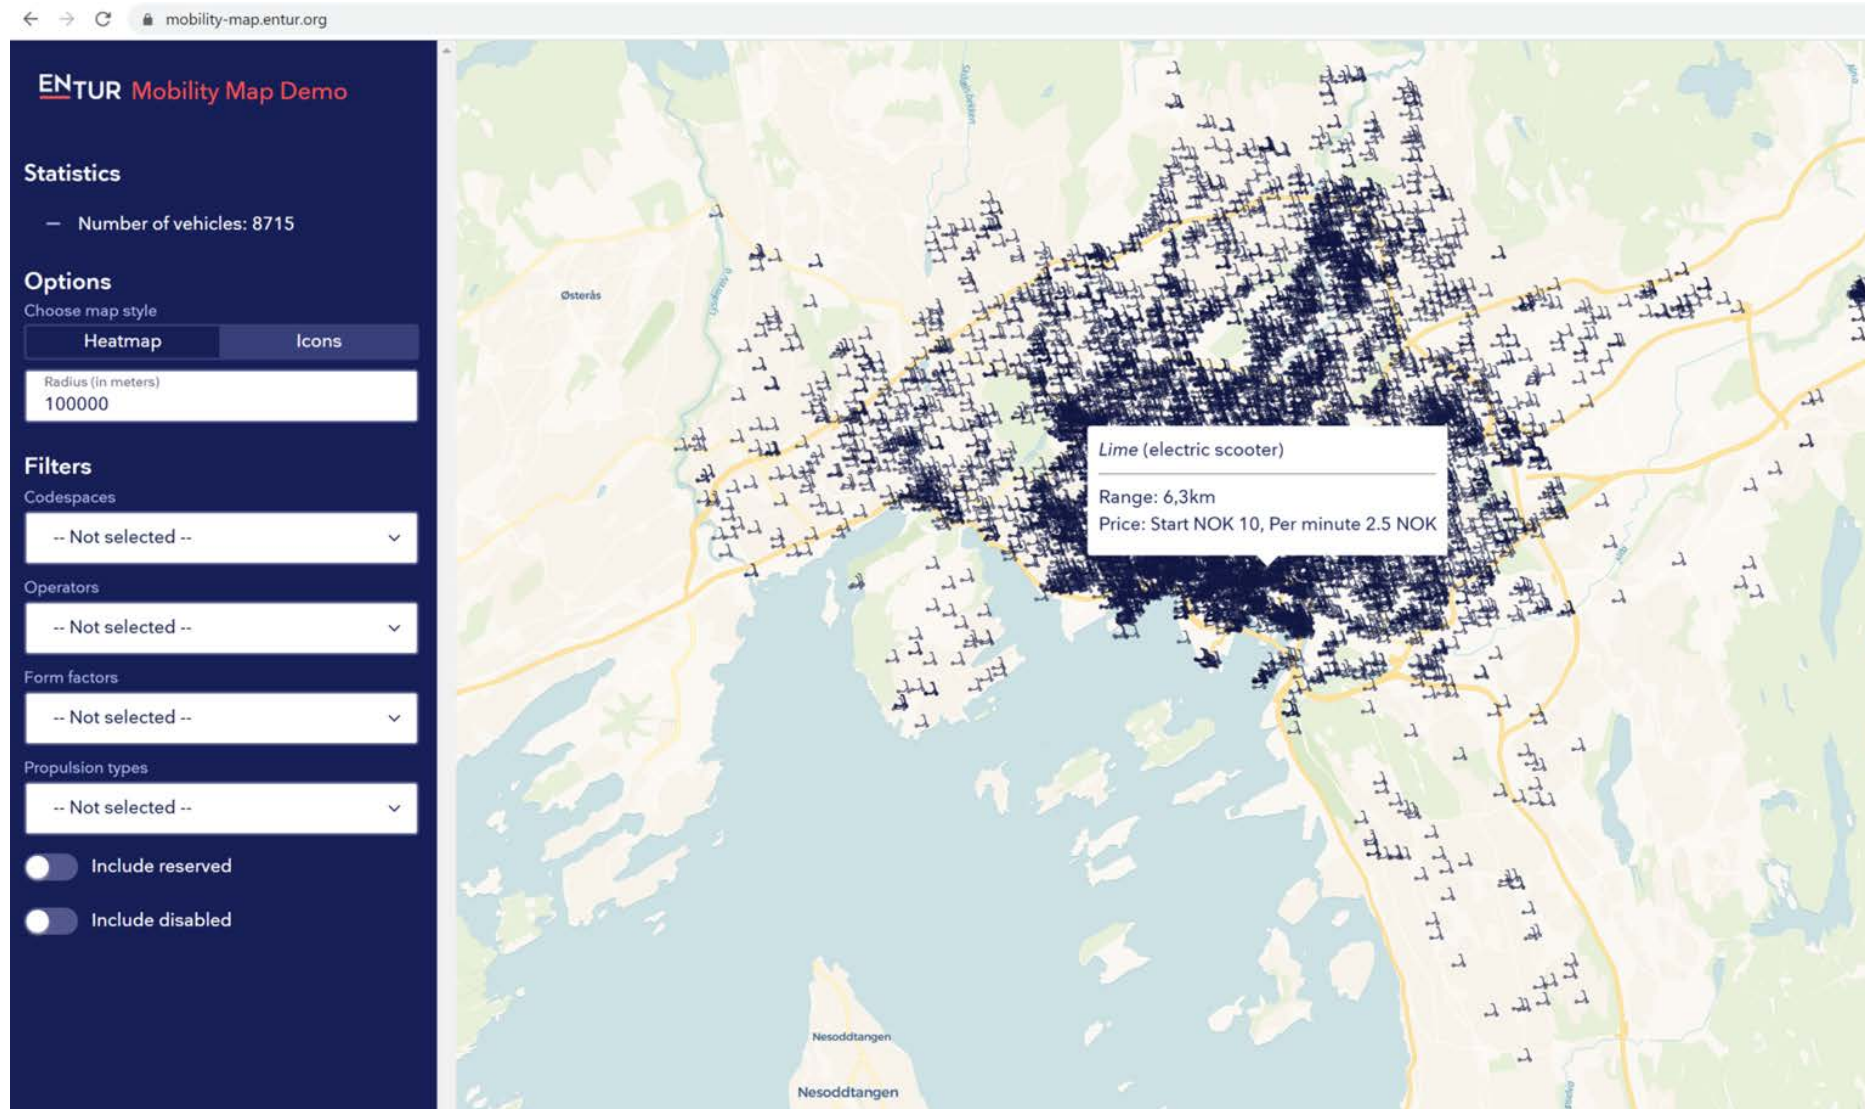 mobility-map.entur.org
ENTUR Mobility Map Demo
Statistics
– Number of vehicles: 8715
Options
Choose map style
Heatmap Icons
Radius (in meters)
100000
Filters
Codespaces
-- Not selected --
Operators
-- Not selected --
Form factors
-- Not selected --
Propulsion types
-- Not selected --
Include reserved
Include disabled
Østerås
Lime (electric scooter)
Range: 6,3km
Price: Start NOK 10, Per minute 2.5 NOK
Nesoddtangen
Nesoddtangen